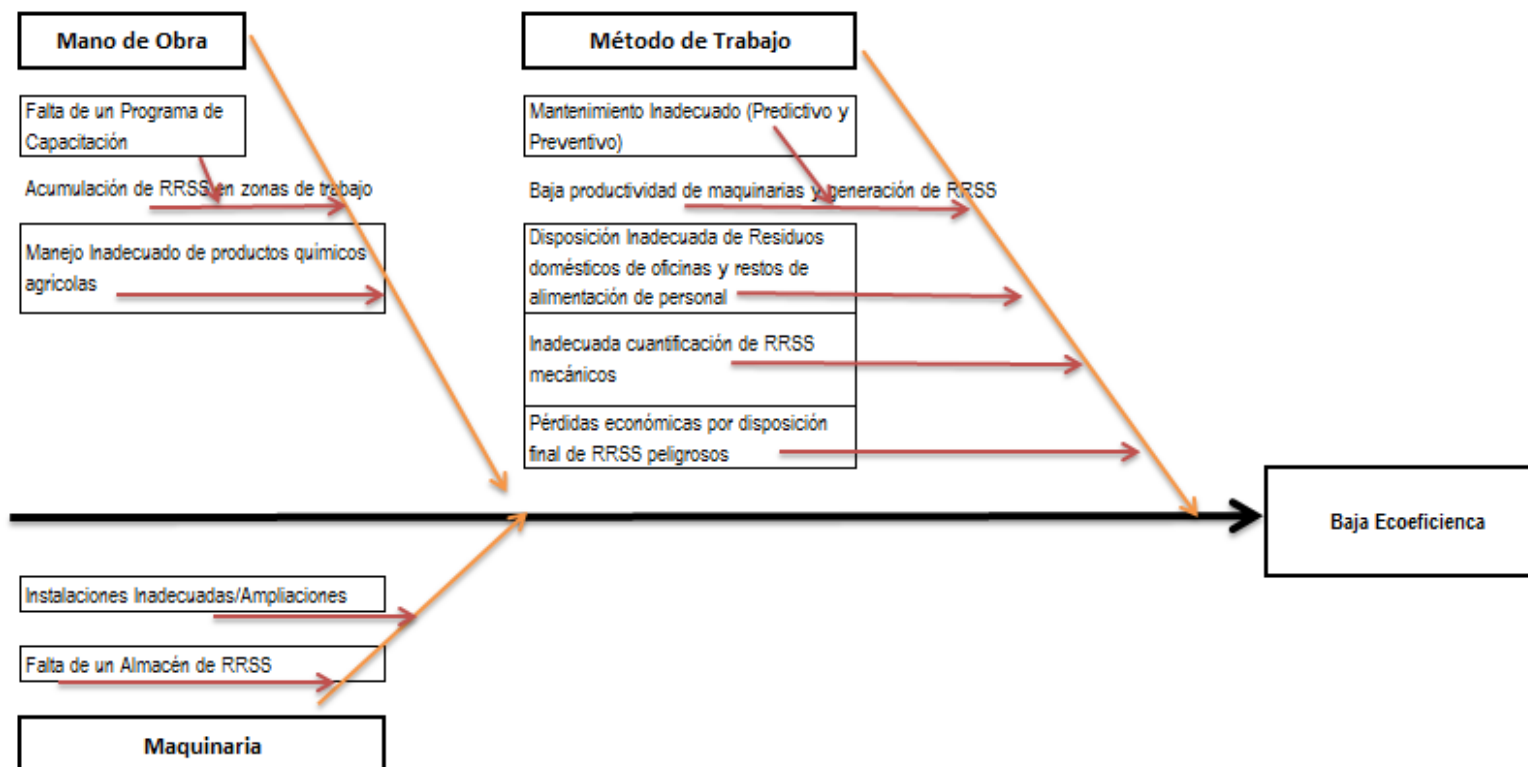 Mano de Obra
Falta de un Programa de
Capacitación
Acumulación de RRSS en zonas de trabajo
Manejo Inadecuado de productos químicos
agrícolas
Método de Trabajo
Mantenimiento Inadecuado (Predictivo y
Preventivo)
Baja productividad de maquinarias y generación de RRSS
Disposición Inadecuada de Residuos
domésticos de oficinas y restos de
alimentación de personal
Inadecuada cuantificación de RRSS
mecánicos
Pérdidas económicas por disposición
final de RRSS peligrosos
Baja Ecoeficienca
Instalaciones Inadecuadas/Ampliaciones
Falta de un Almacén de RRSS
Maquinaria